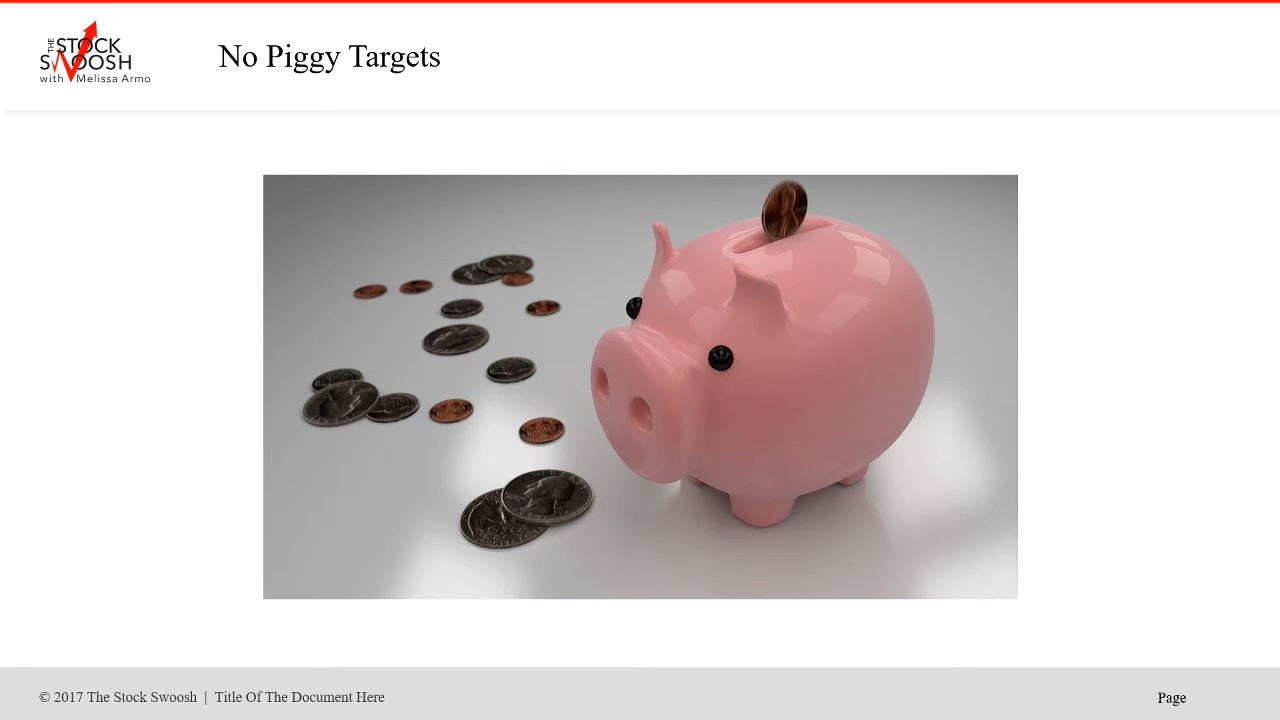 THE
STOCK
SWOOSH
with Melissa Armo
No Piggy Targets
© 2017 The Stock Swoosh | Title Of The Document Here
Page